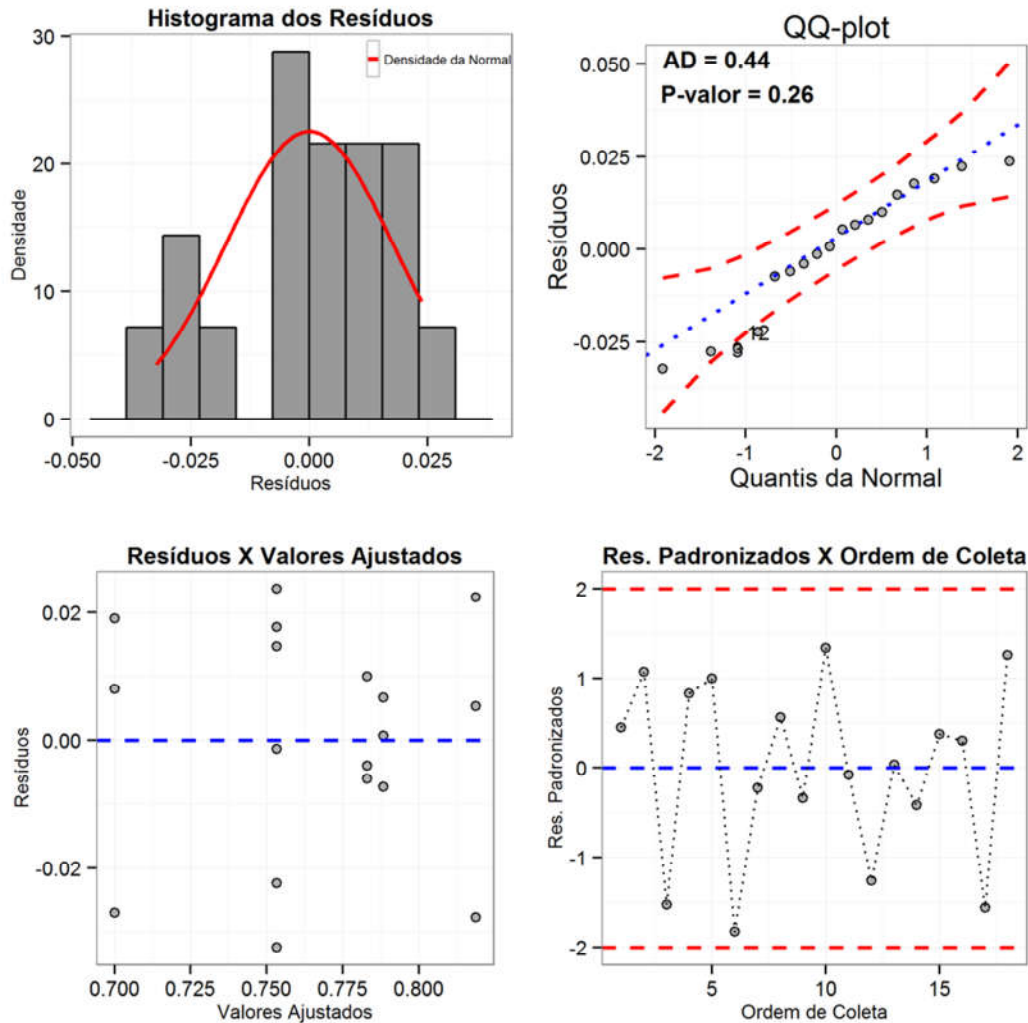 Histograma dos Resíduos
30
20
10
0
Densidade
Densidade da Normal
-0.050
-0.025
0.000
0.025
Resíduos
QQ-plot
AD = 0.44
P-valor = 0.26
0.050
0.025
0.000
-0.025
Resíduos
12
-2
-1
0
1
2
Quantis da Normal
Resíduos X Valores Ajustados
0.02
0.00
-0.02
Resíduos
0.700
0.725
0.750
0.775
0.800
Valores Ajustados
Res. Padronizados X Ordem de Coleta
2
1
0
-1
-2
Res. Padronizados
5
10
15
Ordem de Coleta